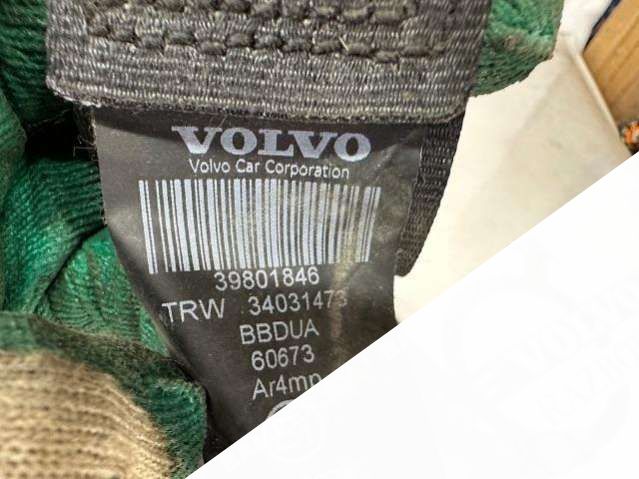 VOLVO
Volvo Car Corporation
39801846
TRW 34031473
BBDUA
60673
Ar4mp